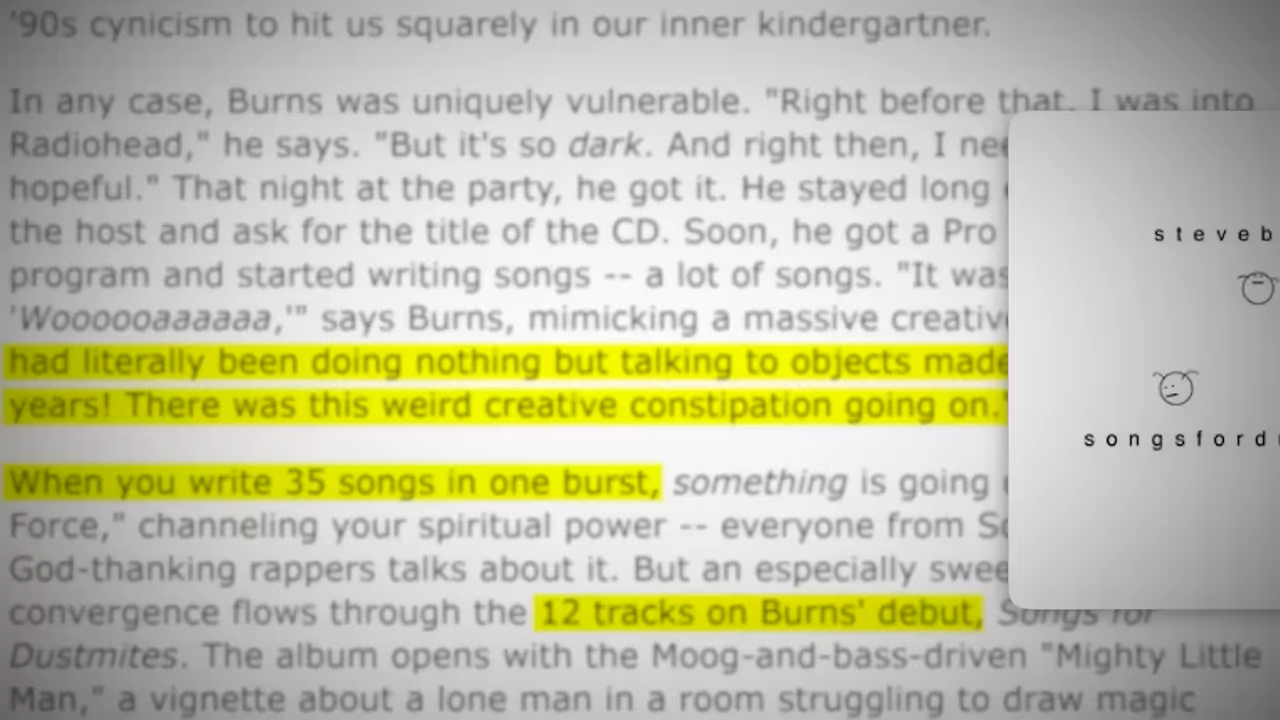 '90s cynicism to hit us squarely in our inner kindergartner.
In any case, Burns was uniquely vulnerable. "Right before that, I was into
Radiohead," he says. "But it's so dark. And right then, I
hopeful." That night at the party, he got it. He stayed long
the host and ask for the title of the CD. Soon, he got a Pro
program and started writing songs -- a lot of songs. "It was
'Woooooaaaaaa,'" says Burns, mimicking a massive
had literally been doing nothing but talking to objects made
years! There was this weird creative constipation going on."
When you write 35 songs in one burst, something is going
Force," channeling your spiritual power -- everyone from
God-thanking rappers talks about it. But an especially
convergence flows through the 12 tracks on Burns' debut, Songs for
Dustmites. The album opens with the Moog-and-bass-driven "Mighty Little
Man," a vignette about a lone man in a room struggling to draw magic
steveb
songsford